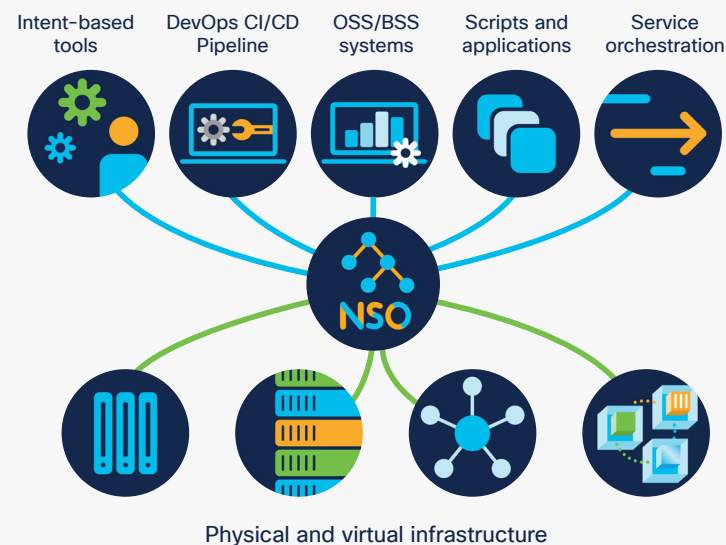 Intent-based
tools
DevOps CI/CD
Pipeline
OSS/BSS
systems
Scripts and
applications
Service
orchestration
NSO
Physical and virtual infrastructure